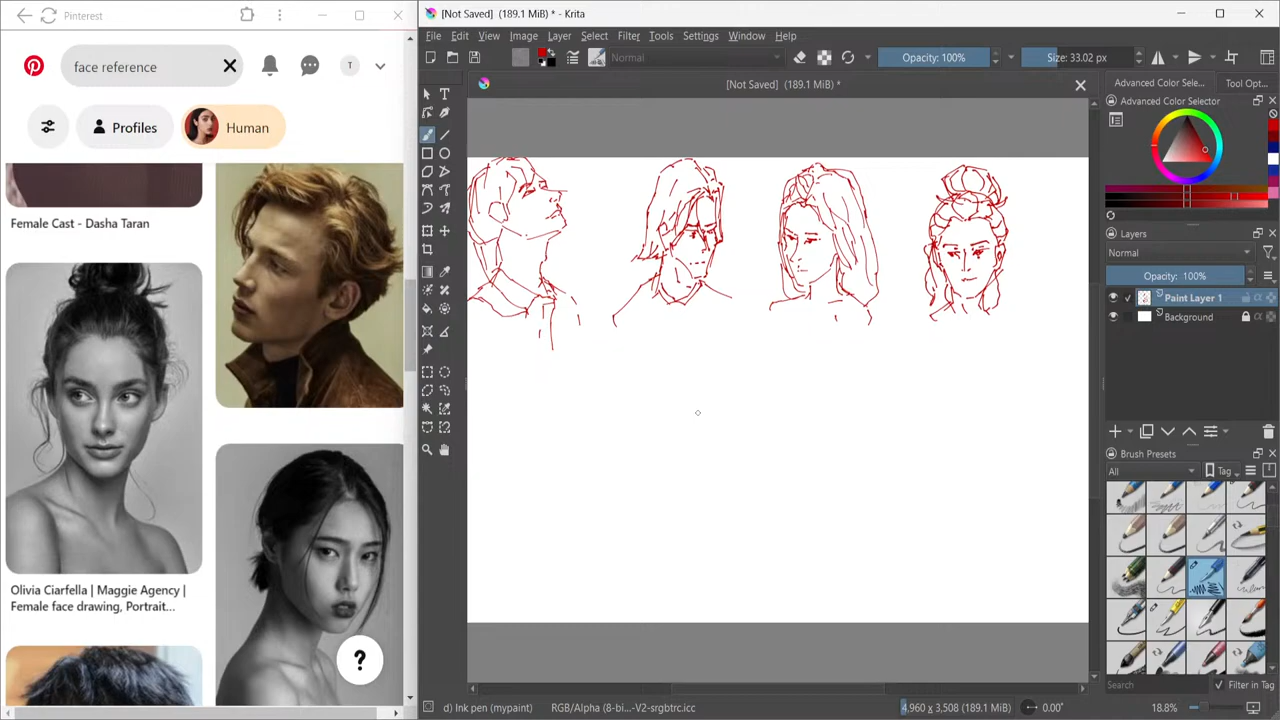 Pinterest
face reference
T
Profiles
Human
Female Cast - Dasha Taran
Olivia Ciarfella | Maggie Agency |
Female face drawing, Portrait...
?
[Not Saved] (189.1 MiB) * - Krita
File Edit View Image Layer Select Filter Tools Settings Window Help
Normal
Opacity: 100%
Size: 33.02 px
[Not Saved] (189.1 MiB) *
Advanced Color Sele...
Tool Opt...
Advanced Color Selector
Layers
Normal
Opacity: 100%
Paint Layer 1
Background
Brush Presets
All
Tag
Search
Filter in Tag
d) Ink pen (mypaint)
RGB/Alpha (8-bi...-V2-srgbtrc.icc
4,960 x 3,508 (189.1 MiB)
0.00°
18.8%